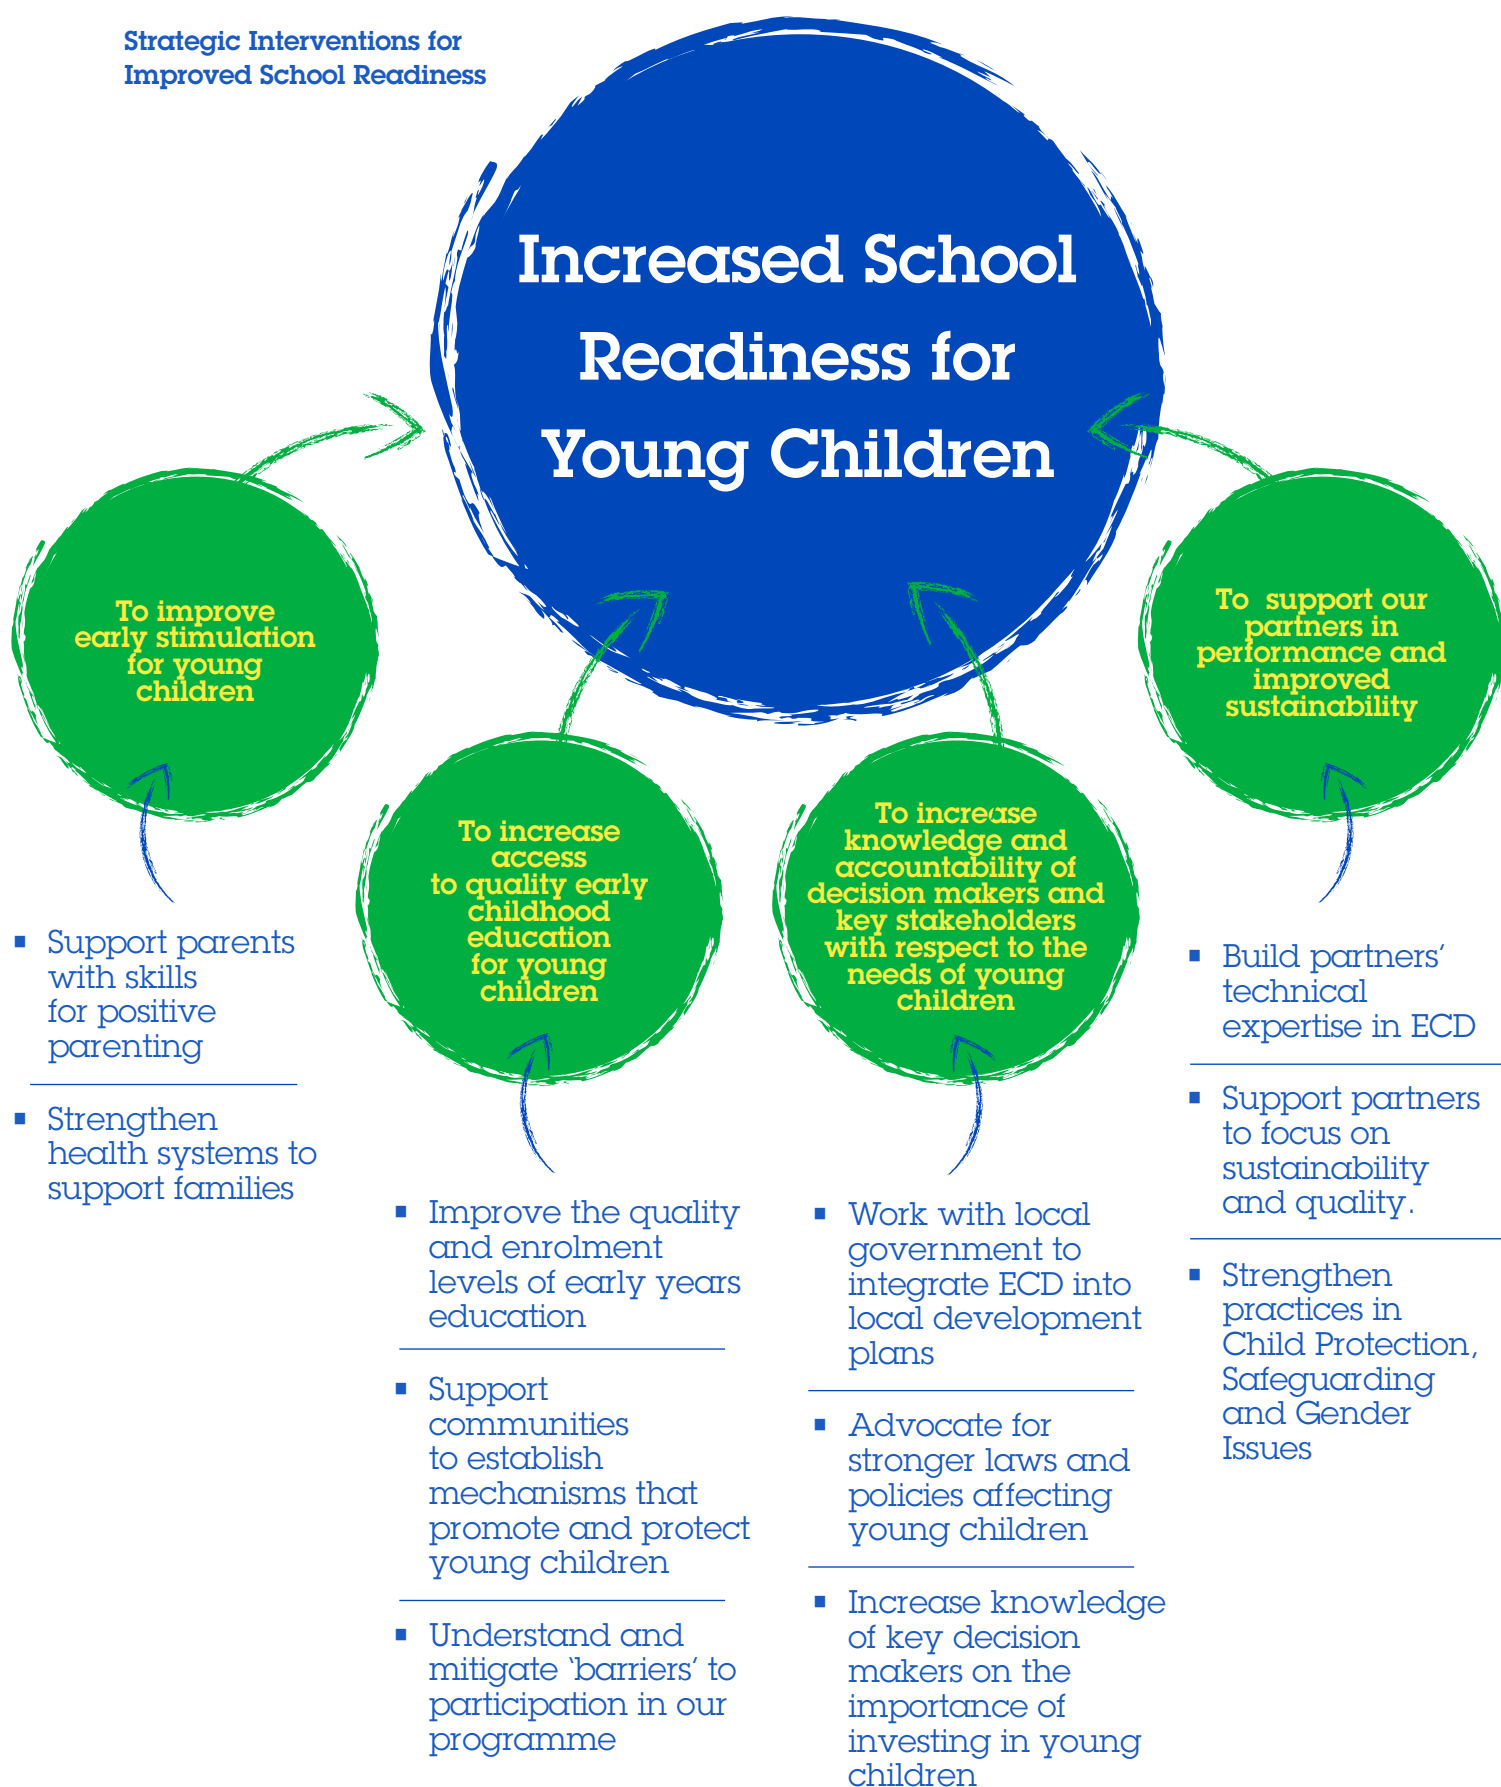 Strategic Interventions for
Improved School Readiness
Increased School
Readiness for
Young Children
To improve
early stimulation
for young
children
To increase
access
to quality early
childhood
education
for young
children
To increase
knowledge and
accountability of
decision makers and
key stakeholders
with respect to the
needs of young
children
To  support our
partners in
performance and
improved
sustainability
▪ Support parents
with skills
for positive
parenting
▪ Strengthen
health systems to
support families
▪ Improve the quality
and enrolment
levels of early years
education
▪ Support
communities
to establish
mechanisms that
promote and protect
young children
▪ Understand and
mitigate ‘barriers’ to
participation in our
programme
▪ Work with local
government to
integrate ECD into
local development
plans
▪ Advocate for
stronger laws and
policies affecting
young children
▪ Increase knowledge
of key decision
makers on the
importance of
investing in young
children
▪ Build partners’
technical
expertise in ECD
▪ Support partners
to focus on
sustainability
and quality.
▪ Strengthen
practices in
Child Protection,
Safeguarding
and Gender
Issues